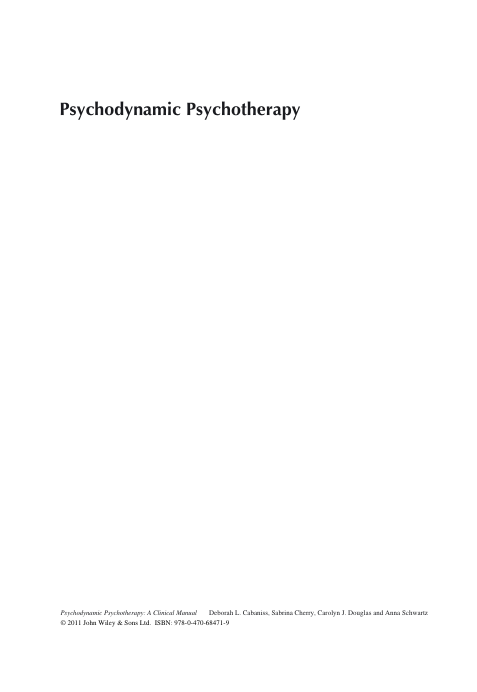 Psychodynamic Psychotherapy
Psychodynamic Psychotherapy: A Clinical Manual Deborah L. Cabaniss, Sabrina Cherry, Carolyn J. Douglas and Anna Schwartz
© 2011 John Wiley & Sons Ltd. ISBN: 978-0-470-68471-9